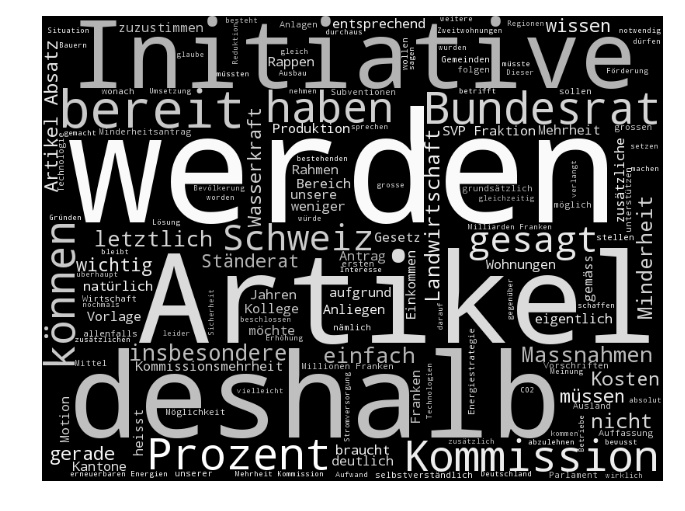 Situation
zuzustimmen
besteht
durchaus
Anlagen
entsprechend
weitere
Zweitwohnungen
Regionen
wissen
notwendig
dürfen
Bauern
glaube
Initiative
Reduktion
gleich
Rappen
wollen
sagen
wurden
Gemeinden
müsste
müssten
Ausbau
folgen
Dieser
Förderung
wonach
Umsetzung
nehmen
Subventionen
betrifft
sollen
Artikel Absatz
bereit
haben
Bundesrat
gemacht
Minderheitsantrag
Produktion
sprechen
SVP Fraktion
Mehrheit
grossen
Technologie
werden
Wasserkraft
bestehenden
Rahmen
Bereich
unsere
weniger
würde
grosse
Landwirtschaft
grundsätzlich
gleichzeitig
verlangt
möglich
zusätzliche
unterstützen
setzen
machen
Bevölkerung
worden
Gründen
Lösung
letztlich
Schweiz
Gesetz
Milliarden Franken
gesagt
stellen
Minderheit
bleibt
überhaupt
wichtig
Ständerat
Antrag
ersten
Interesse
Einkommen
Wohnungen
gemäss
Können
natürlich
Artikel
Wirtschaft
nochmals
Jahren
aufgrund
darauf
gegenüber
schaffen
Vorlage
beschlossen
Kollege
Anliegen
eigentlich
allenfalls
leider
Sicherheit
Erhöhung
möchte
nämlich
zusätzlichen
insbesondere
einfach
Massnahmen
Mittel
Kommissionsmehrheit
Millionen Franken
Energiestrategie
Vorschriften
Meinung
Kosten
deshalb
vielleicht
Stromversorgung
Franken
Technologien
CO2
müssen
Ausland
absolut
Motion
heisst
Möglichkeit
nicht
Auffassung
gerade
Prozent
braucht
Kommission
zusätzlich
abzulehnen
kommen
Betriebe
bewusst
Kantone
deutlich
erneuerbaren Energien
unserer
Mehrheit Kommission
Aufwand
selbstverständlich
Deutschland
Parlament
wirklich